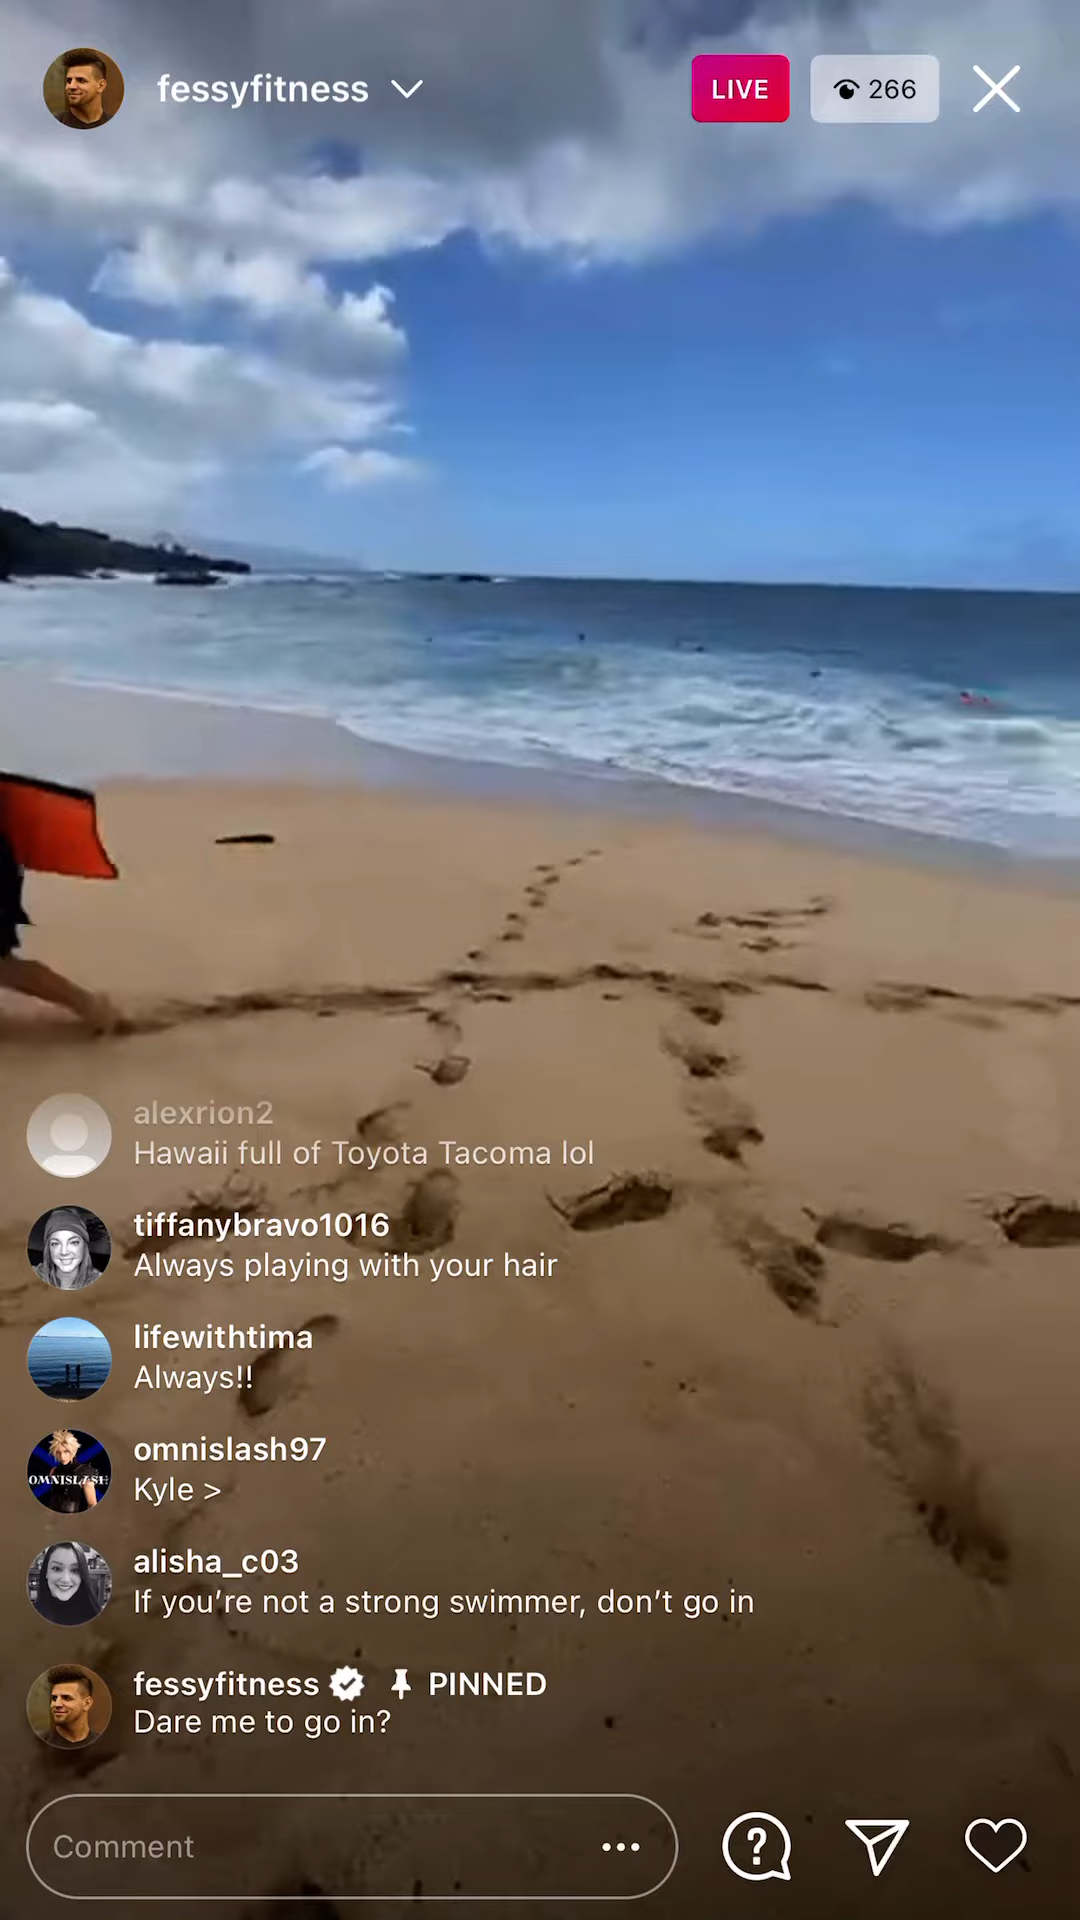 fessyfitness
LIVE
266
alexrion2
Hawaii full of Toyota Tacoma lol
tiffanybravo1016
Always playing with your hair
lifewithtima
Always!!
omnislash97
Kyle >
OMNISLASH
alisha_c03
If you’re not a strong swimmer, don’t go in
fessyfitness PINNED
Dare me to go in?
Comment